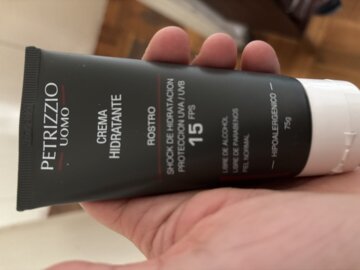 PETRIZZIO
UOMO
CREMA
HIDRATANTE
ROSTRO
SHOCK DE HIDRATACION
PROTECCION UVA / UVB
15 FPS
LIBRE DE ALCOHOL
LIBRE DE PARABENOS
PIEL NORMAL
HIPOALERGENICO
75g